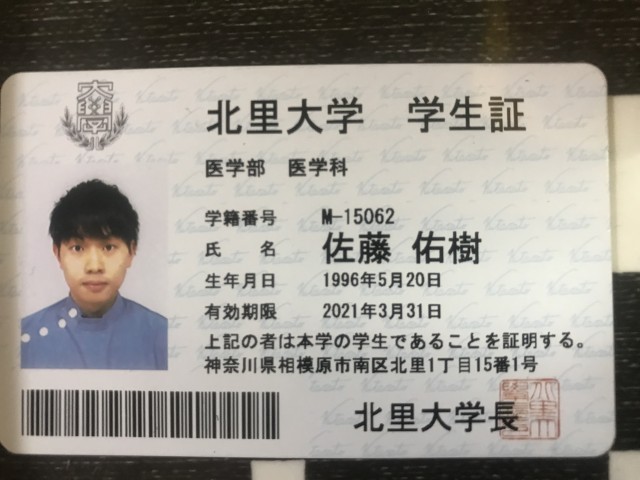 北里大学 学生証
医学部 医学科
学籍番号 M-15062
氏 名 佐藤 佑樹
生年月日 1996年5月20日
有効期限 2021年3月31日
上記の者は本学の学生であることを証明する。
神奈川県相模原市南区北里1丁目15番1号
北里大学長